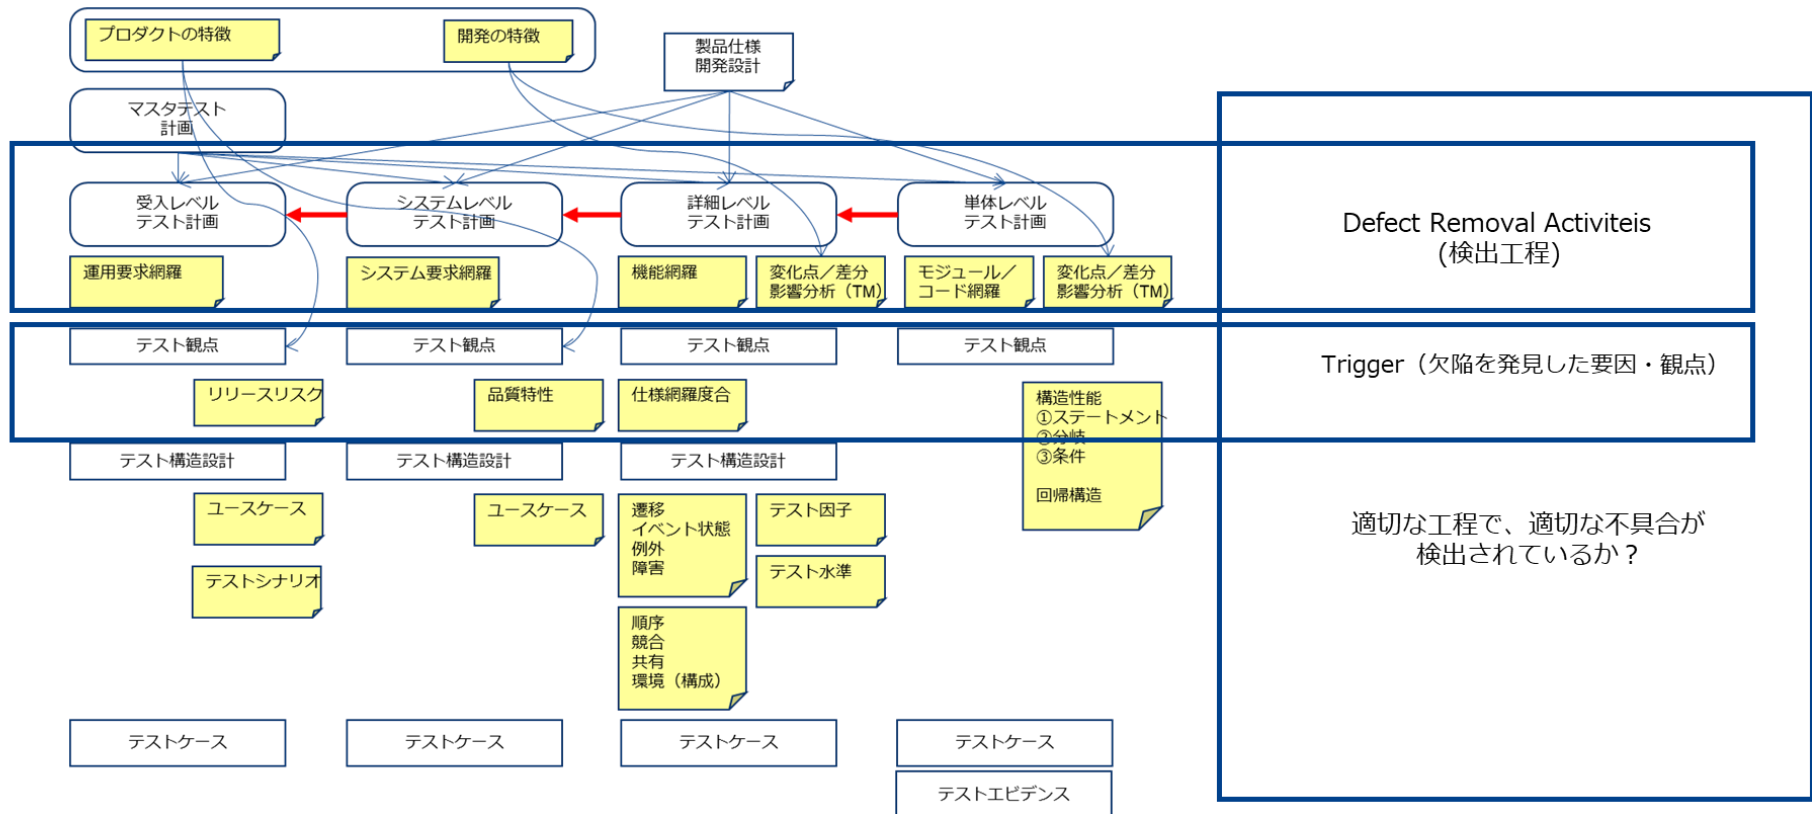 プロダクトの特徴
開発の特徴
製品仕様
開発設計
マスタテスト
計画
受入レベル
テスト計画
システムレベル
テスト計画
詳細レベル
テスト計画
単体レベル
テスト計画
Defect Removal Activiteis
(検出工程)
運用要求網羅
システム要求網羅
機能網羅
変化点／差分
影響分析（TM）
モジュール／
コード網羅
変化点／差分
影響分析（TM）
テスト観点
テスト観点
テスト観点
テスト観点
Trigger（欠陥を発見した要因・観点）
リリースリスク
品質特性
仕様網羅度合
構造性能
①ステートメント
②分岐
③条件
回帰構造
テスト構造設計
テスト構造設計
テスト構造設計
ユースケース
ユースケース
遷移
イベント状態
例外
障害
テスト因子
適切な工程で、適切な不具合が
検出されているか？
テストシナリオ
テスト水準
順序
競合
共有
環境（構成）
テストケース
テストケース
テストケース
テストケース
テストエビデンス